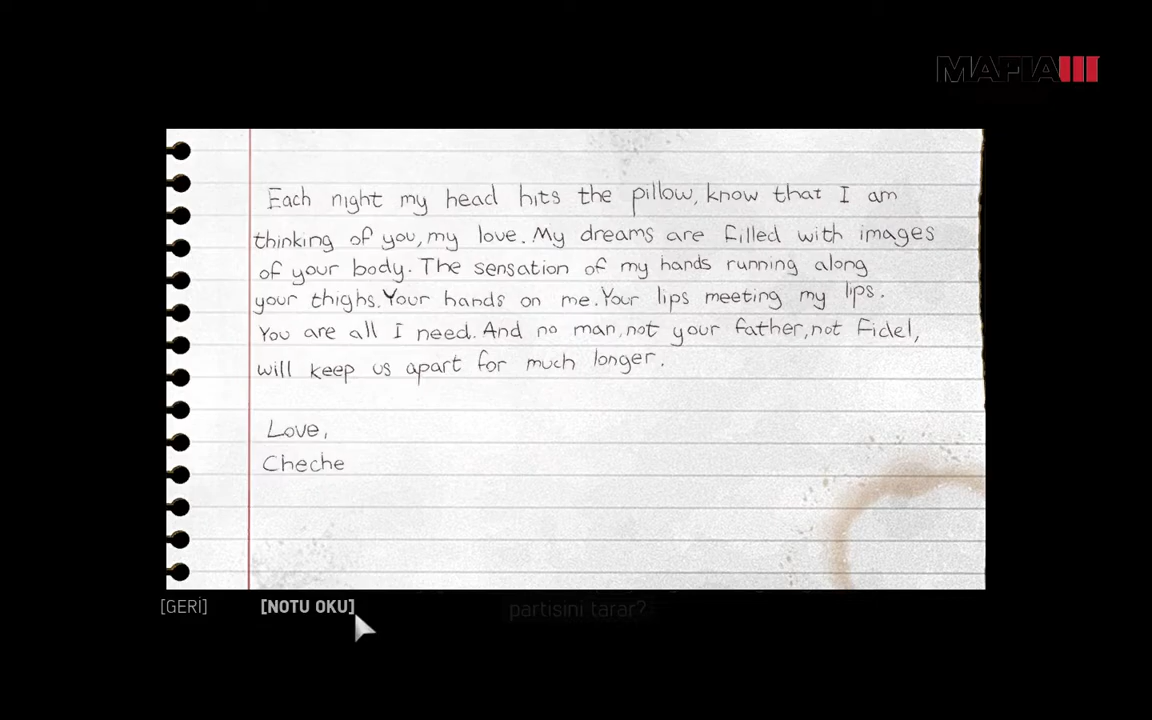 MAFIA III
Each night my head hits the pillow, know that I am
thinking of you, my love. My dreams are filled with images
of your body. The sensation of my hands running along
your thighs. Your hands on me. Your lips meeting my lips.
You are all I need. And no man, not your father, not Fidel,
will keep us apart for much longer.
Love,
Cheche
[GERİ] [NOTU OKU] partisini tarar?